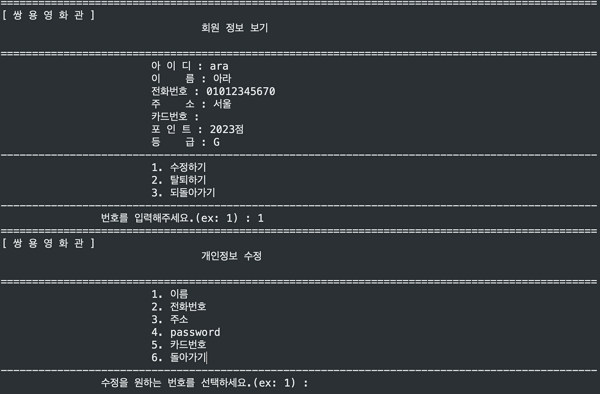 [ 쌍 용 영 화 관 ]
회원 정보 보기
아 이 디 : ara
이 름 : 아라
전화번호 : 01012345670
주 소 : 서울
카드번호 :
포 인 트 : 2023점
등 급 : G
1. 수정하기
2. 탈퇴하기
3. 되돌아가기
번호를 입력해주세요.(ex: 1) : 1
[ 쌍 용 영 화 관 ]
개인정보 수정
1. 이름
2. 전화번호
3. 주소
4. password
5. 카드번호
6. 돌아가기
수정을 원하는 번호를 선택하세요.(ex: 1) :